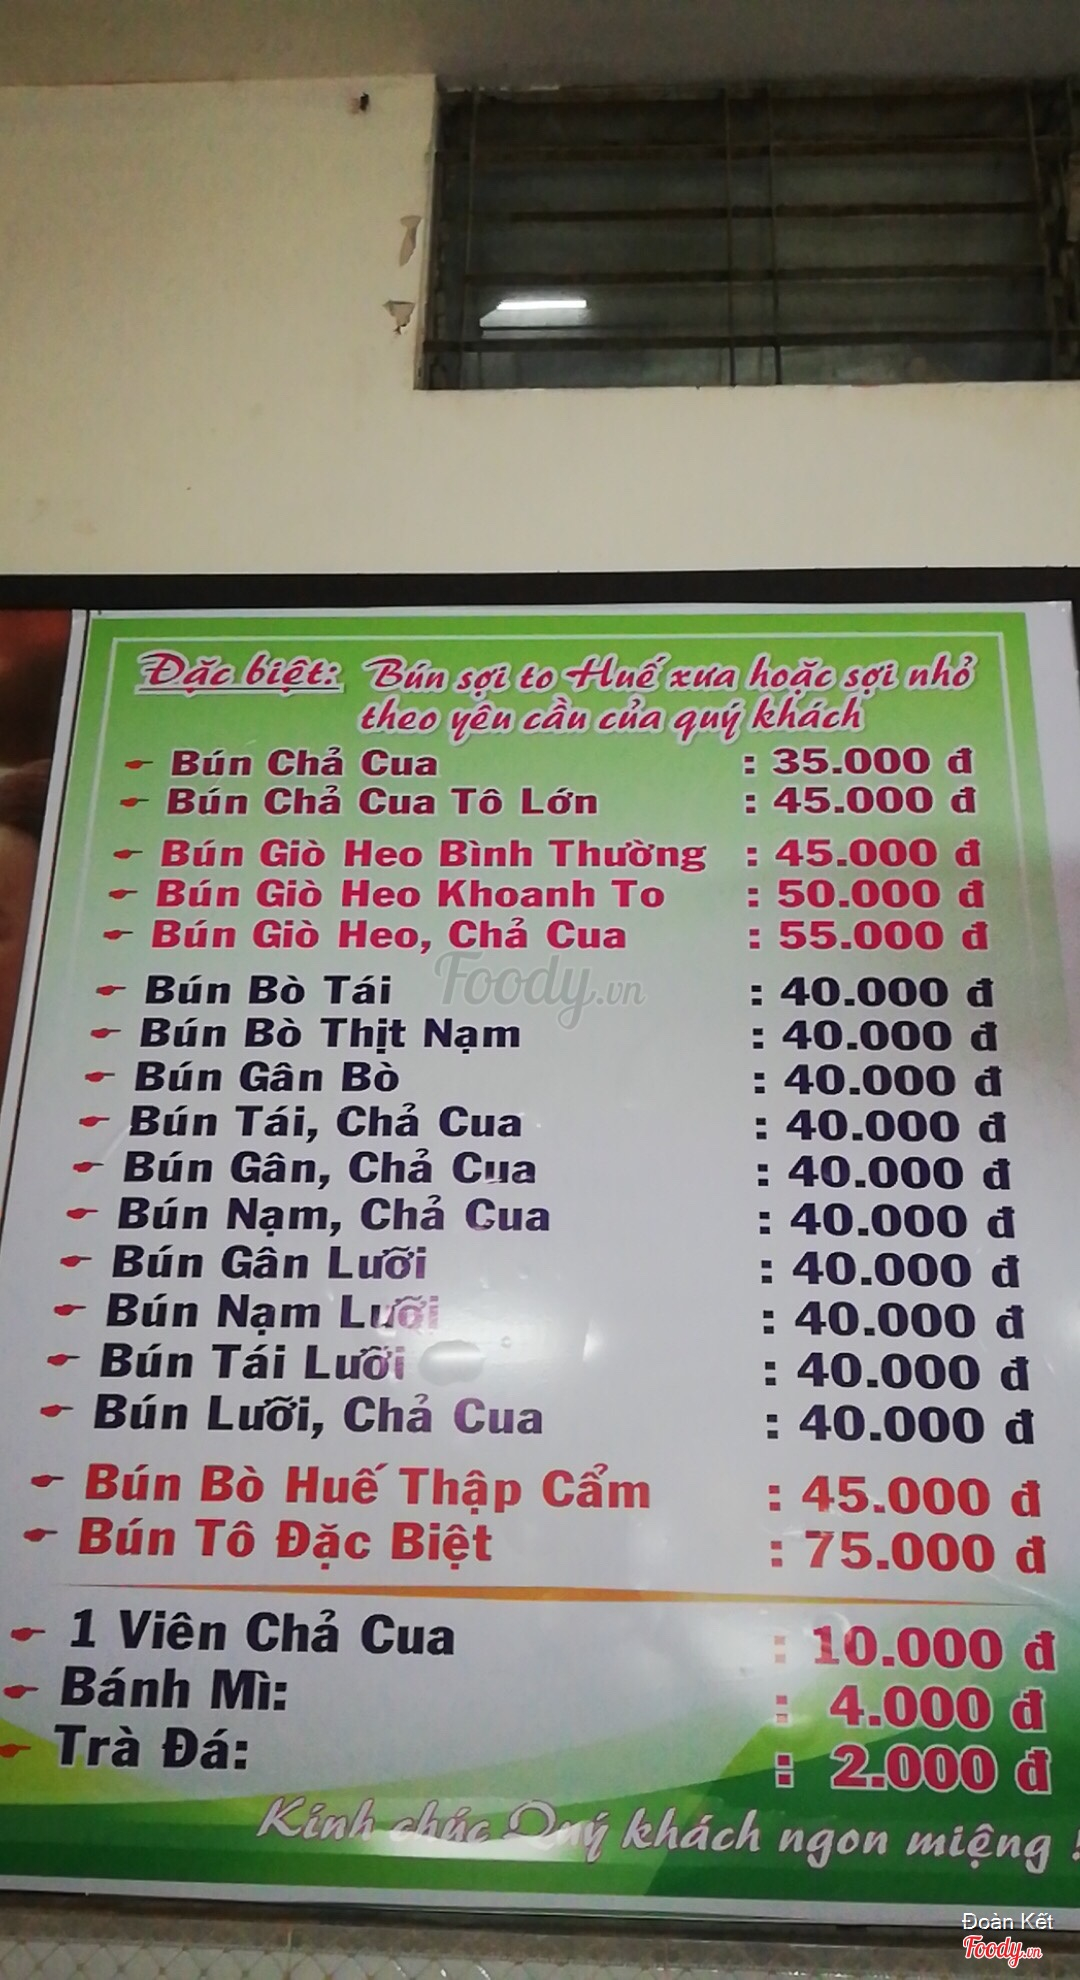 Đặc biệt: Bún sợi to Huế xưa hoặc sợi nhỏ
theo yêu cầu của quý khách
Bún Chả Cua : 35.000 đ
Bún Chả Cua Tô Lớn : 45.000 đ
Bún Giò Heo Bình Thường : 45.000 đ
Bún Giò Heo Khoanh To : 50.000 đ
Bún Giò Heo, Chả Cua : 55.000 đ
Foody.vn
Bún Bò Tái : 40.000 đ
Bún Bò Thịt Nạm : 40.000 đ
Bún Gân Bò : 40.000 đ
Bún Tái, Chả Cua : 40.000 đ
Bún Gân, Chả Cua : 40.000 đ
Bún Nạm, Chả Cua : 40.000 đ
Bún Gân Lưỡi : 40.000 đ
Bún Nạm Lưỡi : 40.000 đ
Bún Tái Lưỡi : 40.000 đ
Bún Lưỡi, Chả Cua : 40.000 đ
Bún Bò Huế Thập Cẩm : 45.000 đ
Bún Tô Đặc Biệt : 75.000 đ
1 Viên Chả Cua : 10.000 đ
Bánh Mì: : 4.000 đ
Trà Đá: : 2.000 đ
Kính chúc Quý khách ngon miệng !
Đoàn Kết
Foody.vn